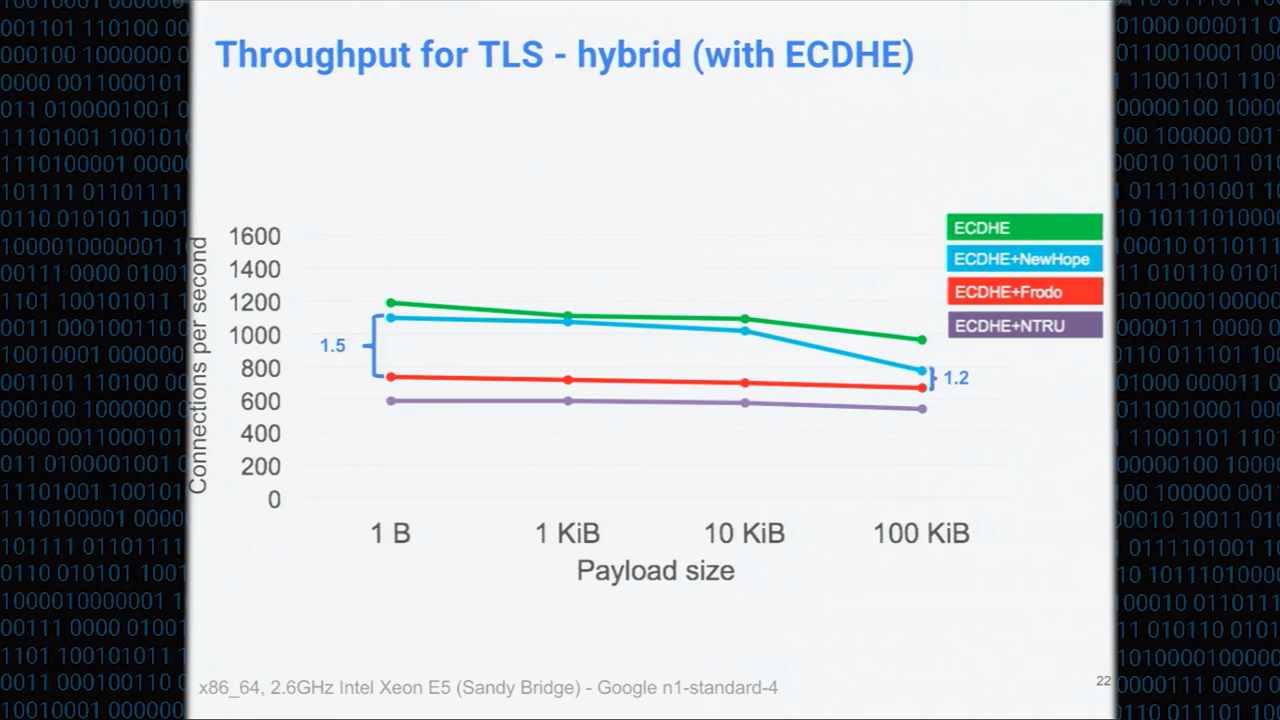 Throughput for TLS - hybrid (with ECDHE)
ECDHE
ECDHE+NewHope
ECDHE+Frodo
ECDHE+NTRU
Connections per second
1600
1400
1200
1000
800
600
400
200
0
1.5
1.2
1 B
1 KiB
10 KiB
100 KiB
Payload size
x86_64, 2.6GHz Intel Xeon E5 (Sandy Bridge) - Google n1-standard-4
22